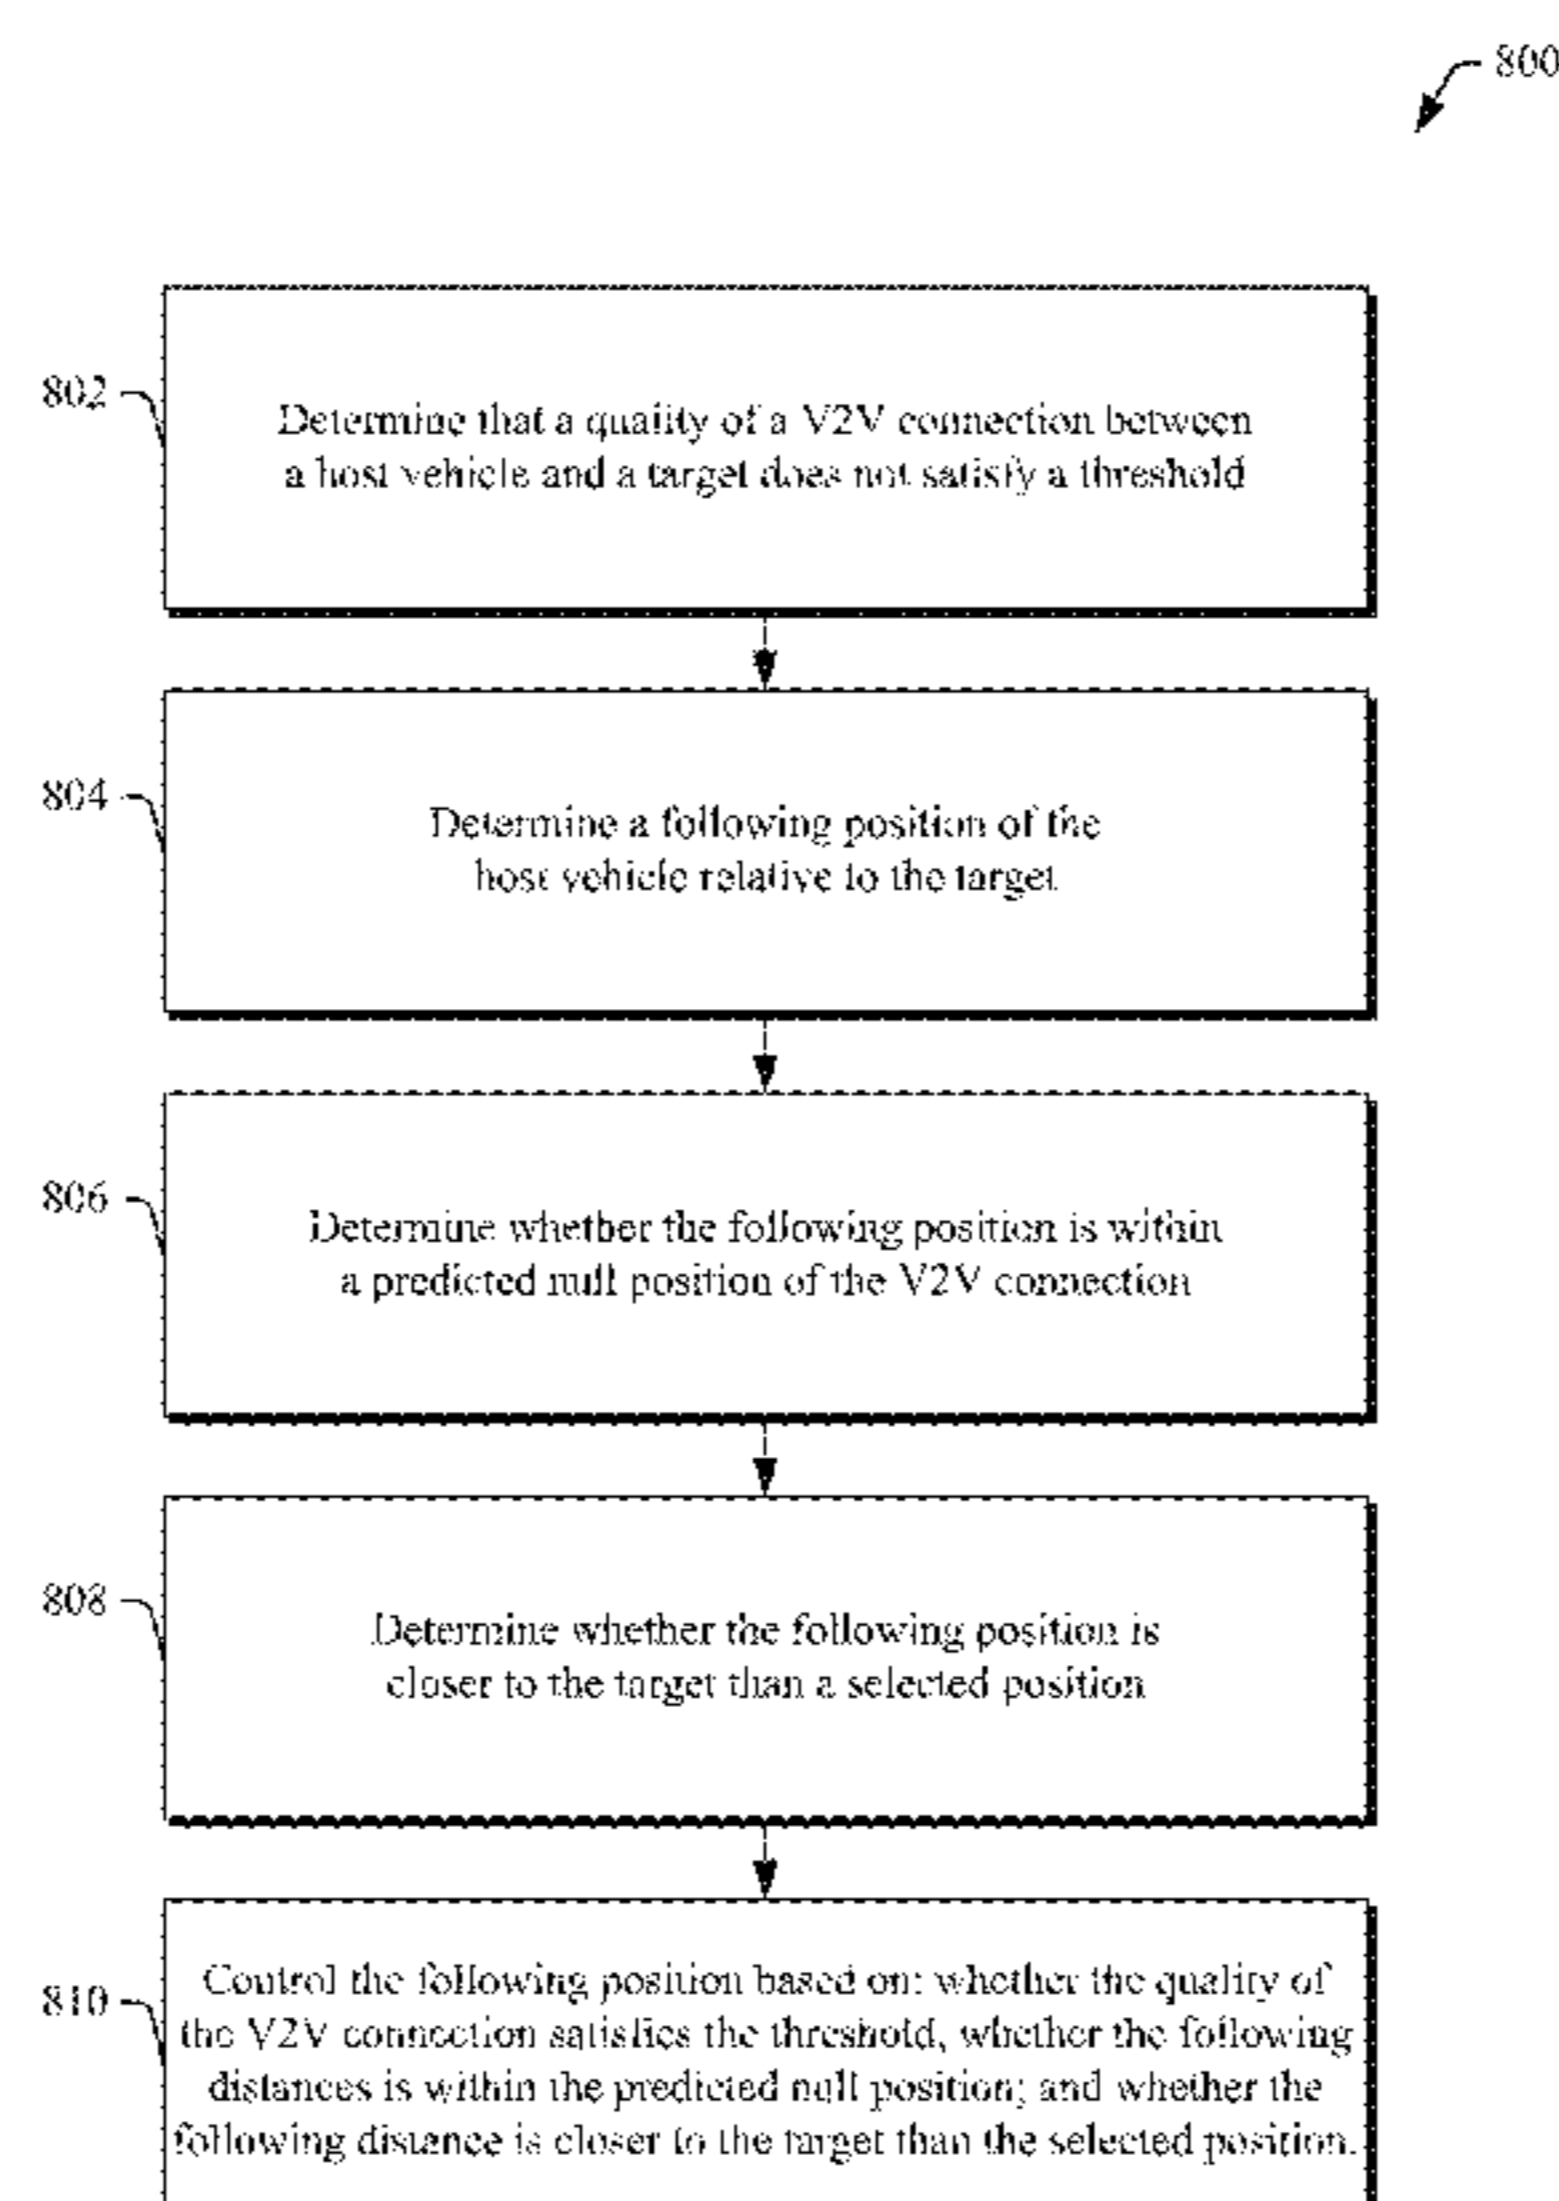 800
802
Determine that a quality of a V2V connection between
a host vehicle and a target does not satisfy a threshold
804
Determine a following position of the
host vehicle relative to the target
806
Determine whether the following position is within
a predicted null position of the V2V connection
808
Determine whether the following position is
closer to the target than a selected position
810
Control the following position based on: whether the quality of
the V2V connection satisfies the threshold, whether the following
distances is within the predicted null position; and whether the
following distance is closer to the target than the selected position.